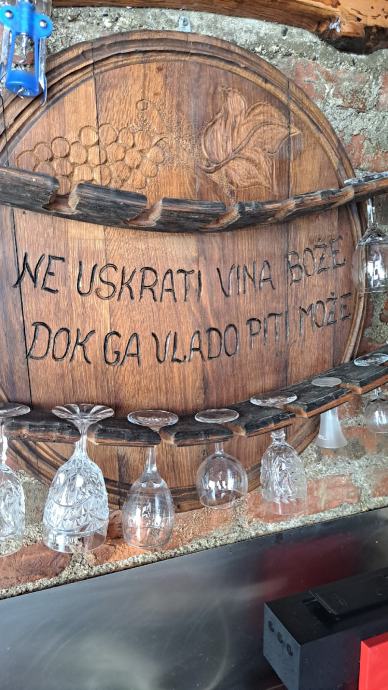 NE USKRATI VINA BOŽE
DOK GA VLADO PITI MOŽE